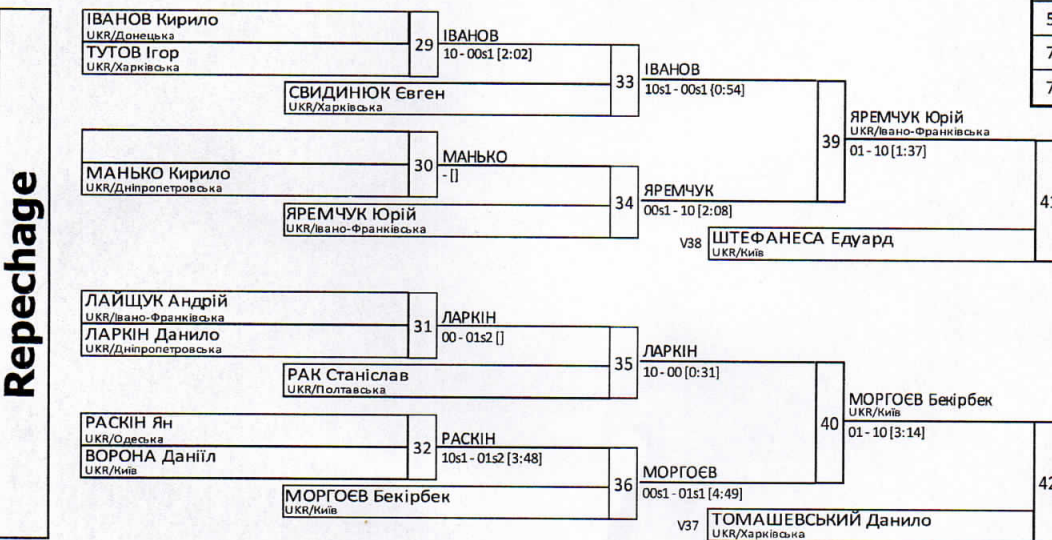 Repechage
ІВАНОВ Кирило
UKR/Донецька
ТУТОВ Ігор
UKR/Харківська
29
ІВАНОВ
10 - 00s1 [2:02]
СВИДИНЮК Євген
UKR/Харківська
33
ІВАНОВ
10s1 - 00s1 [0:54]
МАНЬКО Кирило
UKR/Дніпропетровська
30
МАНЬКО
- []
ЯРЕМЧУК Юрій
UKR/Івано-Франківська
34
ЯРЕМЧУК
00s1 - 10 [2:08]
39
ЯРЕМЧУК Юрій
UKR/Івано-Франківська
01 - 10 [1:37]
V38
ШТЕФАНЕСА Едуард
UKR/Київ
41
ЛАЙЩУК Андрій
UKR/Івано-Франківська
ЛАРКІН Данило
UKR/Дніпропетровська
31
ЛАРКІН
00 - 01s2 []
РАК Станіслав
UKR/Полтавська
35
ЛАРКІН
10 - 00 [0:31]
РАСКІН Ян
UKR/Одеська
ВОРОНА Даніїл
UKR/Київ
32
РАСКІН
10s1 - 01s2 [3:48]
МОРГОЄВ Бекірбек
UKR/Київ
36
МОРГОЄВ
00s1 - 01s1 [4:49]
40
МОРГОЄВ Бекірбек
UKR/Київ
01 - 10 [3:14]
V37
ТОМАШЕВСЬКИЙ Данило
UKR/Харківська
42
5
7
7